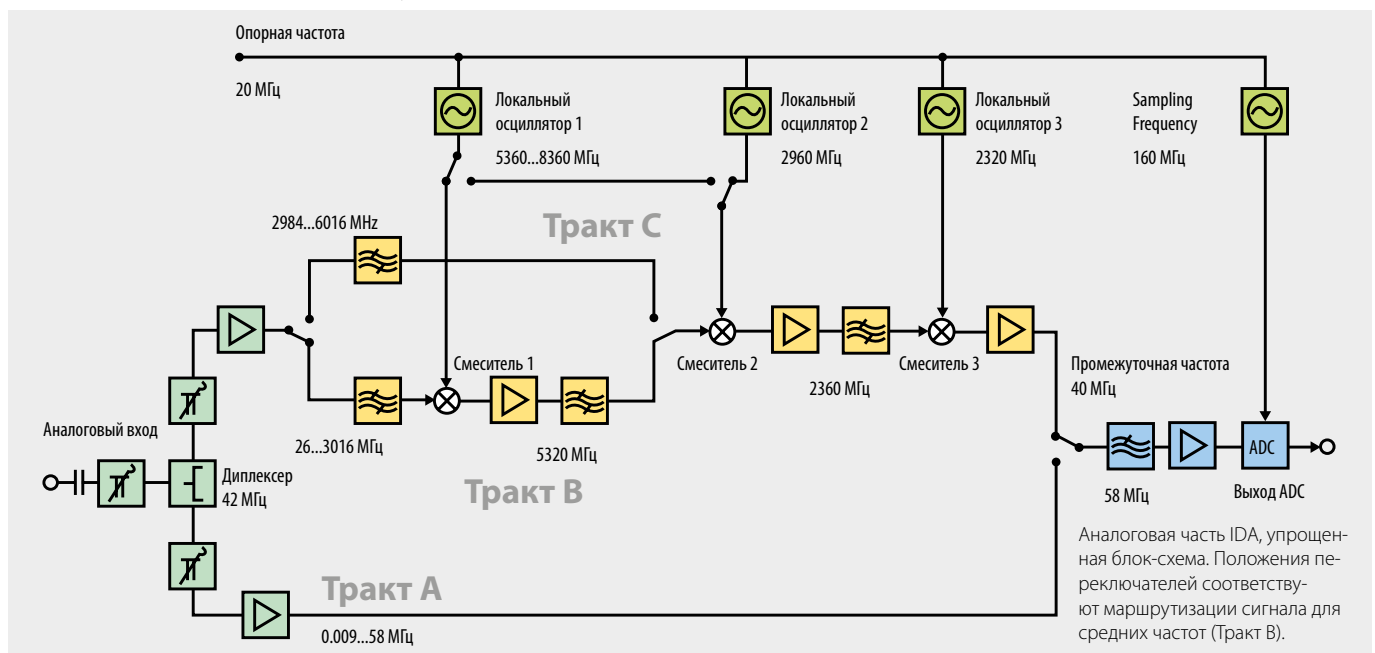 Опорная частота
20 МГц
Локальный
осциллятор 1
5360...8360 МГц
Локальный
осциллятор 2
2960 МГц
Локальный
осциллятор 3
2320 МГц
Sampling
Frequency
160 МГц
2984...6016 MHz
Тракт C
Смеситель 1
Смеситель 2
Смеситель 3
2360 МГц
Промежуточная частота
40 МГц
Аналоговый вход
26...3016 МГц
5320 МГц
Тракт B
Диплексер
42 МГц
ADC
58 МГц
Выход ADC
Тракт A
0.009...58 МГц
Аналоговая часть IDA, упрощен-
ная блок-схема. Положения пе-
реключателей соответству-
ют маршрутизации сигнала для
средних частот (Тракт B).